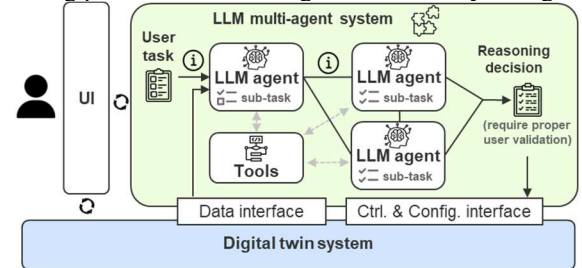 LLM multi-agent system
User
task
i
i
UI
LLM agent
sub-task
LLM agent
sub-task
LLM agent
sub-task
Tools
Reasoning
decision
(require proper
user validation)
Data interface
Ctrl. & Config. interface
Digital twin system